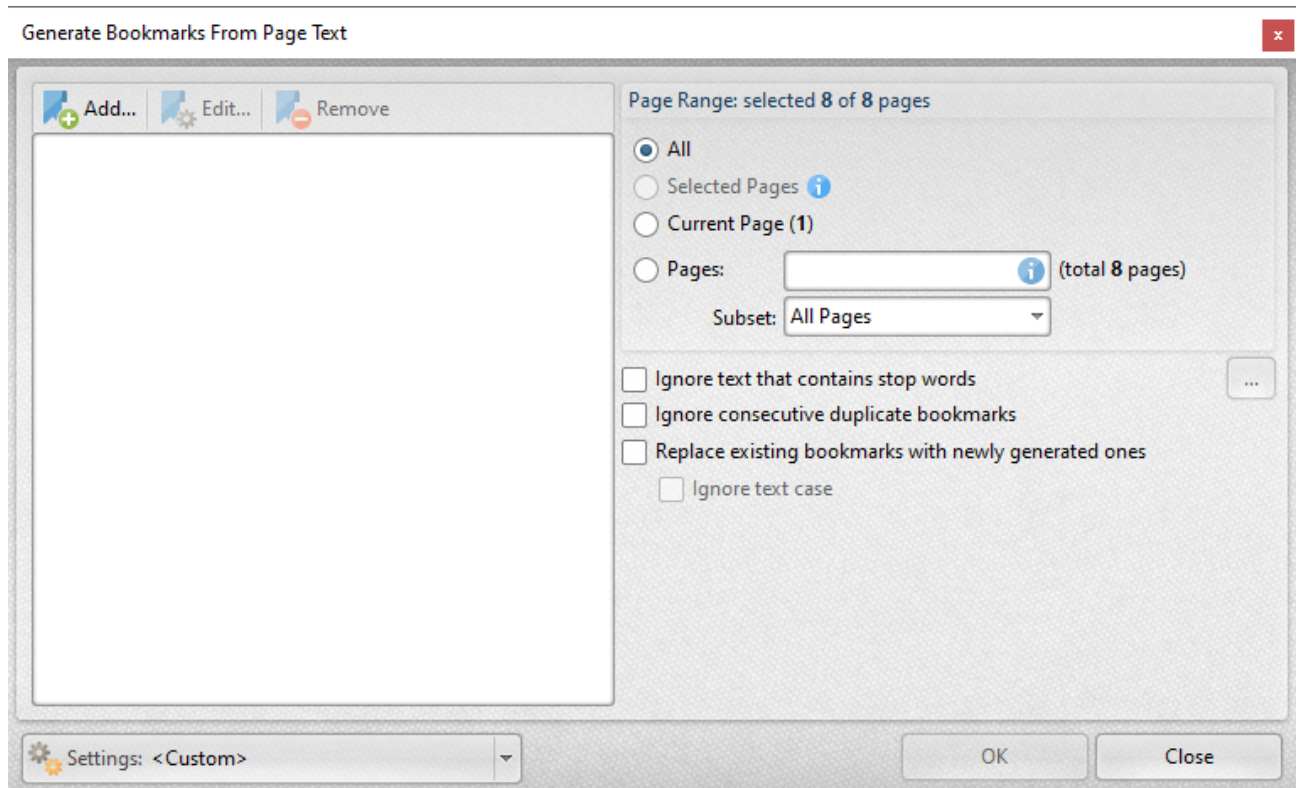 Generate Bookmarks From Page Text
x
Add... Edit... Remove
Page Range: selected 8 of 8 pages
All
Selected Pages i
Current Page (1)
Pages: i (total 8 pages)
Subset: All Pages
Ignore text that contains stop words ...
Ignore consecutive duplicate bookmarks
Replace existing bookmarks with newly generated ones
Ignore text case
Settings: <Custom> OK Close